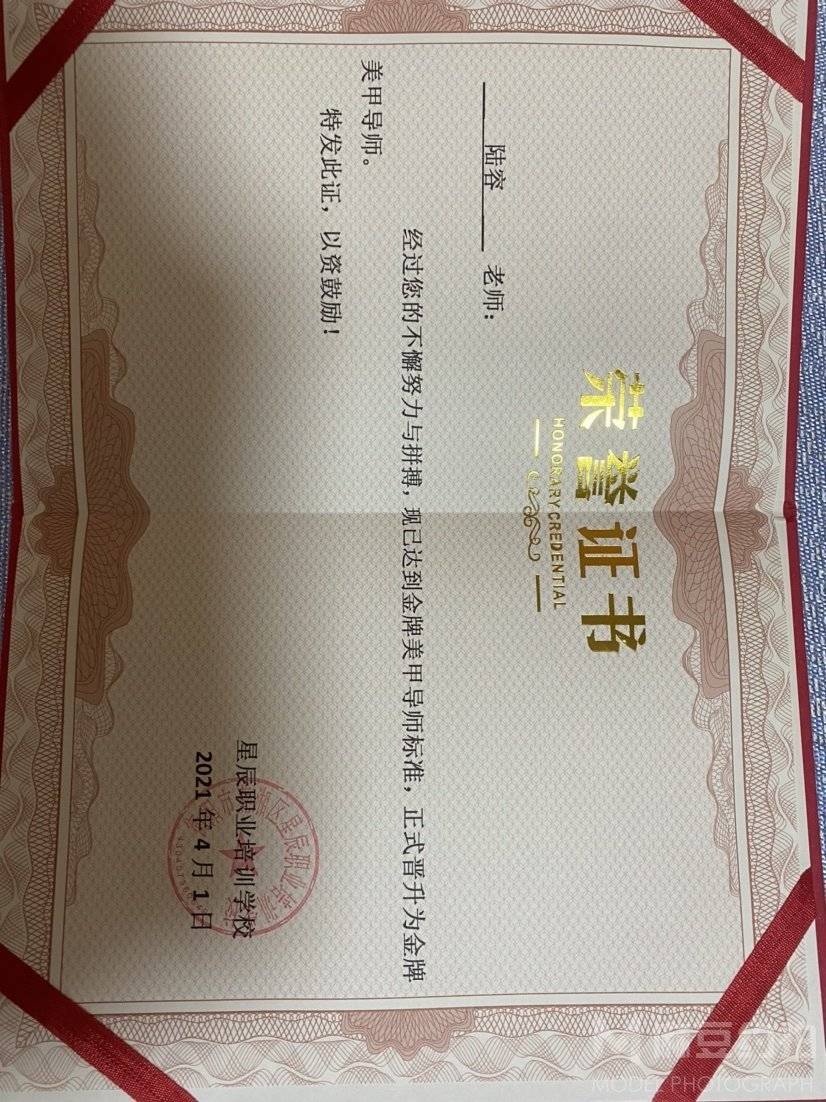 荣誉证书
HONORARY CREDENTIAL
陆容 老师:
经过您的不懈努力与拼搏，现已达到金牌美甲导师标准，正式晋升为金牌
美甲导师。
特发此证，以资鼓励！
星辰职业培训学校
2021年4月1日
MODEL PHOTOGRAPH